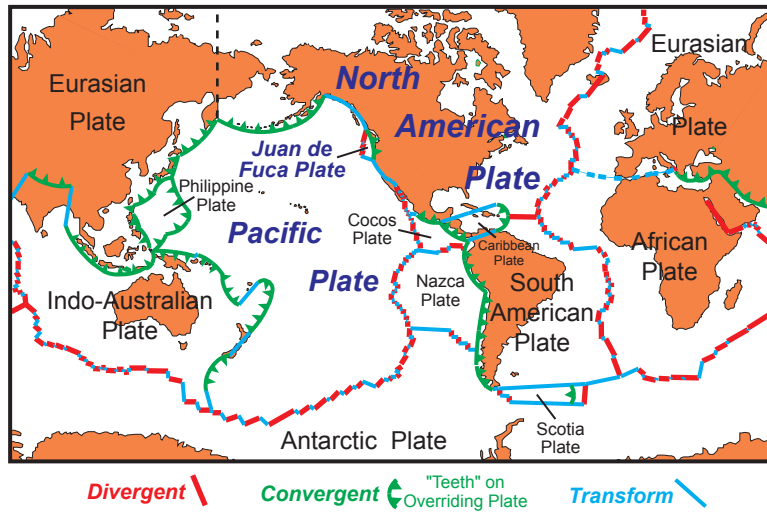 Eurasian
Plate
North
American
Plate
Eurasian
Plate
Juan de
Fuca Plate
Philippine
Plate
Pacific
Plate
Cocos
Plate
Caribbean
Plate
African
Plate
Nazca
Plate
South
American
Plate
Indo-Australian
Plate
Scotia
Plate
Antarctic Plate
Divergent
Convergent
"Teeth" on
Overriding Plate
Transform